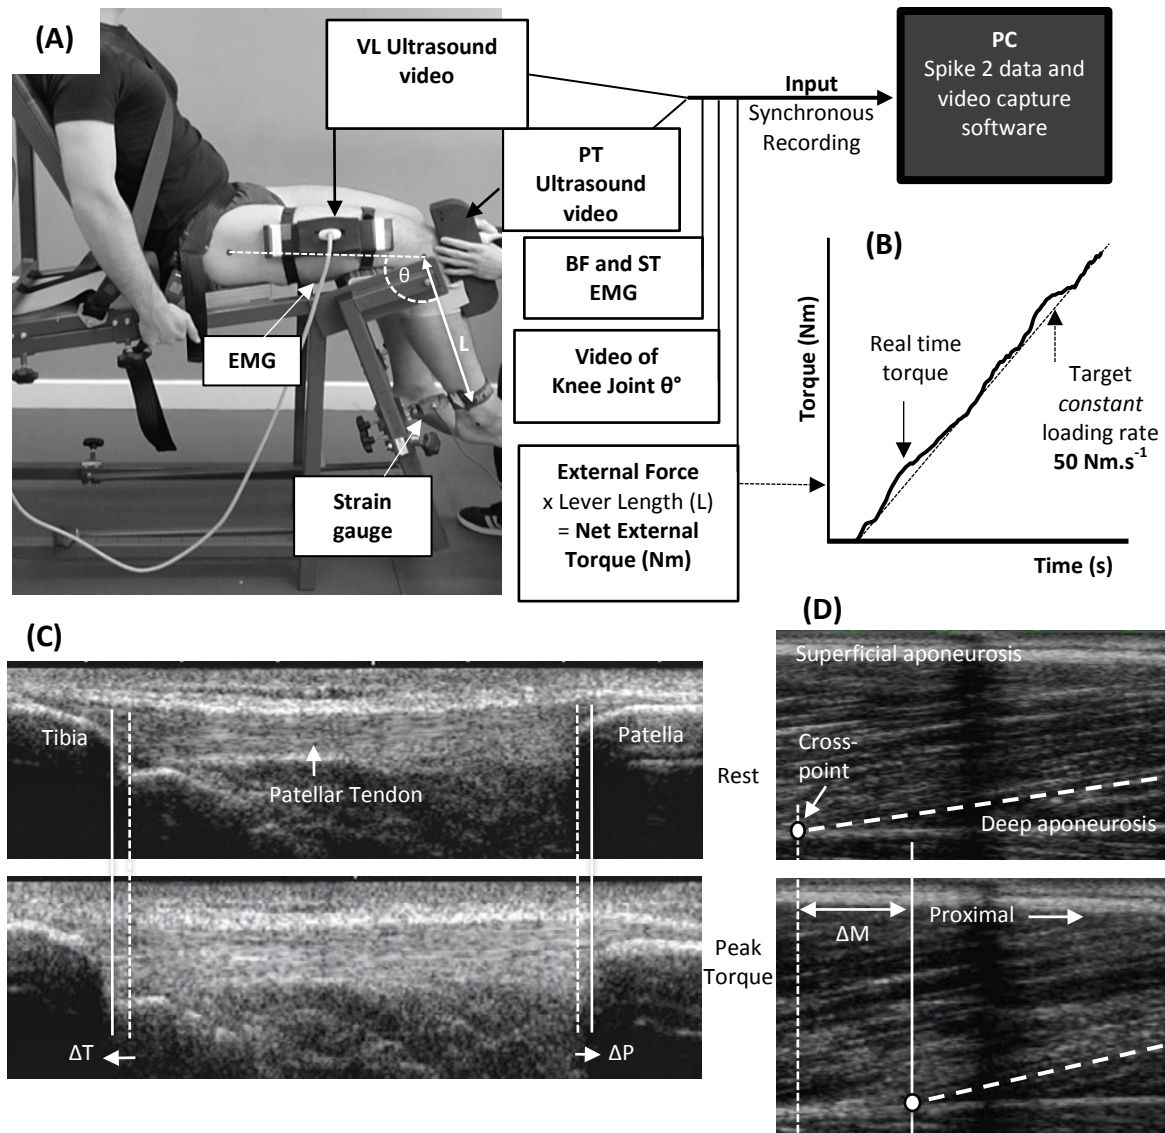 (A)
VL Ultrasound
video
PT
Ultrasound
video
BF and ST
EMG
Video of
Knee Joint θ°
External Force
x Lever Length (L)
= Net External
Torque (Nm)
EMG
Strain
gauge
θ
L
Input
Synchronous
Recording
PC
Spike 2 data and
video capture
software
(B)
Torque (Nm)
Real time
torque
Target
constant
loading rate
50 Nm.s-1
Time (s)
(C)
Tibia
Patella
Patellar Tendon
ΔT
ΔP
Rest
Peak
Torque
(D)
Superficial aponeurosis
Cross-
point
Deep aponeurosis
Proximal
ΔM